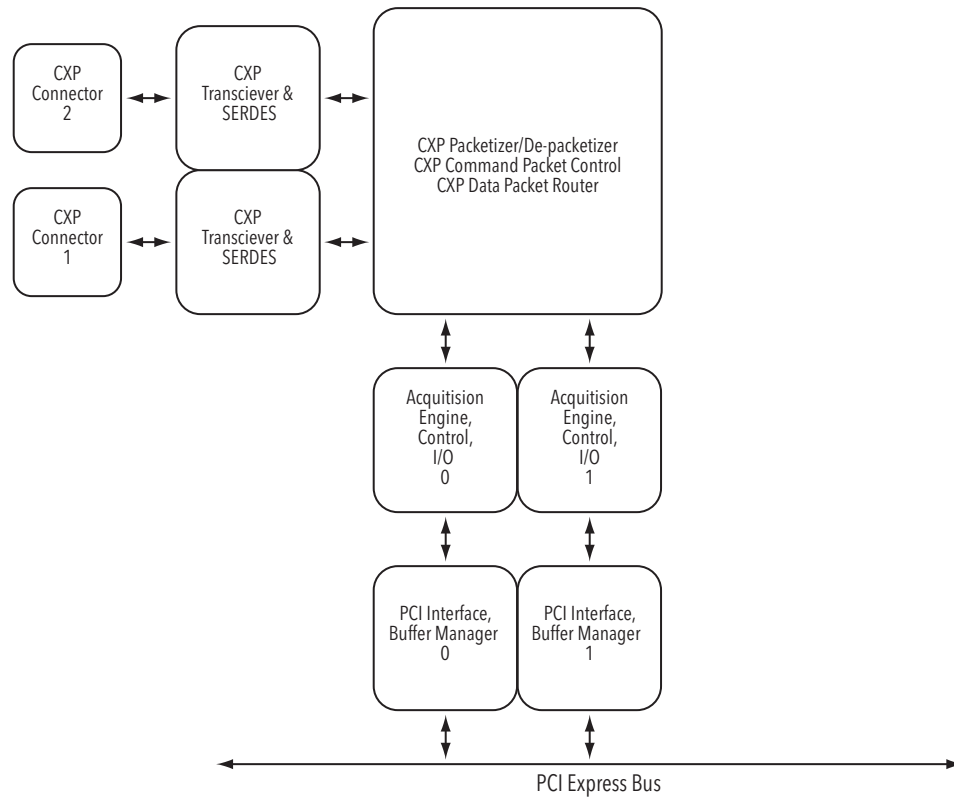 CXP
Connector
2
CXP
Transciever &
SERDES
CXP Packetizer/De-packetizer
CXP Command Packet Control
CXP Data Packet Router
CXP
Connector
1
CXP
Transciever &
SERDES
Acquitision
Engine,
Control,
I/O
0
Acquitision
Engine,
Control,
I/O
1
PCI Interface,
Buffer Manager
0
PCI Interface,
Buffer Manager
1
PCI Express Bus